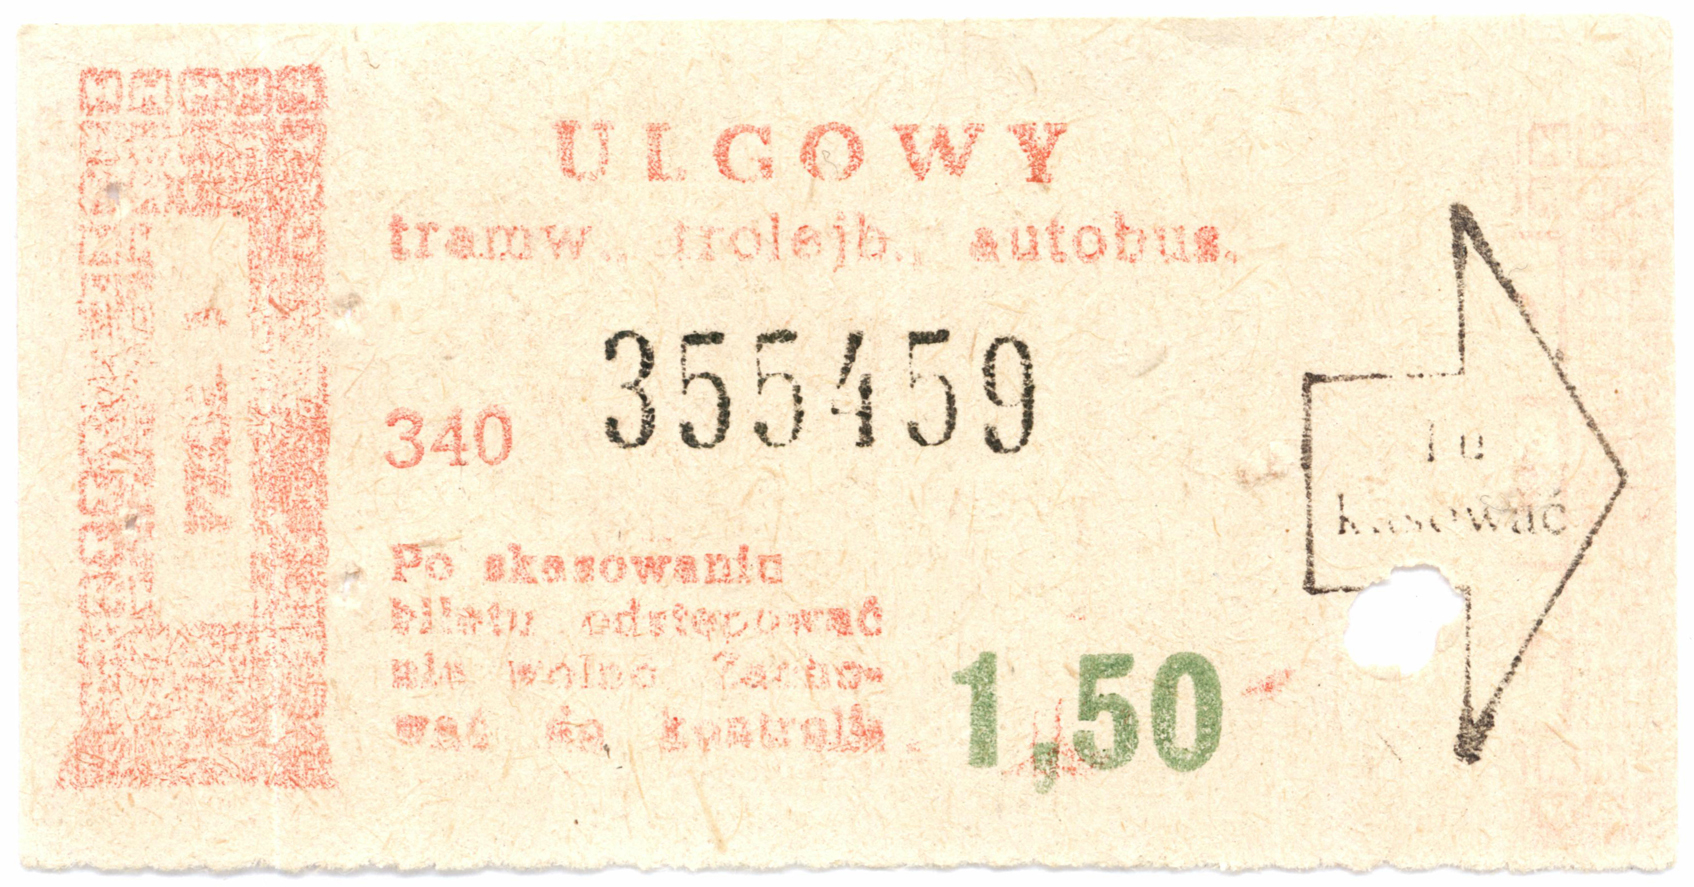 ULGOWY
tramw., trolejb., autobus.
355459
340
Tu
kasować
Po skasowaniu
biletu odstępować
nie wolno Zacho-
wać do kontroli.
1,50